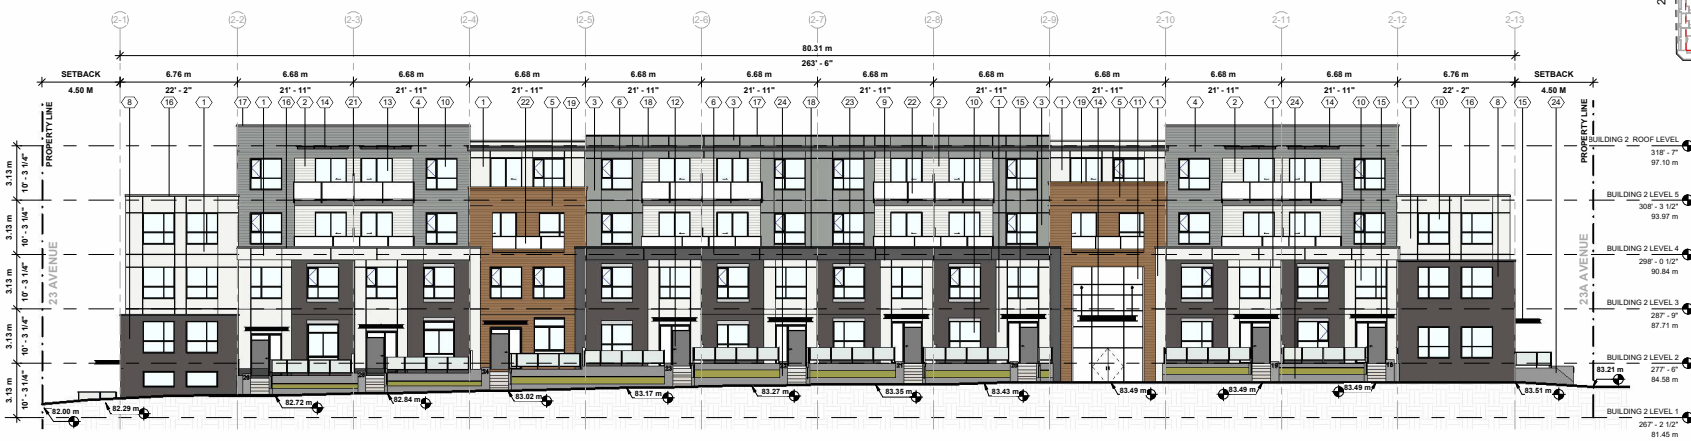 2-1 2-2 2-3 2-4 2-5 2-6 2-7 2-8 2-9 2-10 2-11 2-12 2-13
80.31 m
263' - 6"
SETBACK 6.76 m 6.68 m 6.68 m 6.68 m 6.68 m 6.68 m 6.68 m 6.68 m 6.68 m 6.68 m 6.68 m 6.76 m SETBACK
4.50 M 22' - 2" 21' - 11" 21' - 11" 21' - 11" 21' - 11" 21' - 11" 21' - 11" 21' - 11" 21' - 11" 21' - 11" 21' - 11" 22' - 2" 4.50 M
8 16 1 17 1 16 2 14 21 13 4 10 1 22 5 19 3 6 18 12 6 3 17 24 18 23 9 22 2 10 1 15 3 1 19 14 5 11 1 4 2 1 24 14 10 15 1 10 16 8 15 24
PROPERTY LINE
23 AVENUE
3.13 m
10' - 3 1/4"
3.13 m
10' - 3 1/4"
3.13 m
10' - 3 1/4"
3.13 m
10' - 3 1/4"
3.13 m
10' - 3 1/4"
PROPERTY LINE
23A AVENUE
BUILDING 2 ROOF LEVEL
318' - 7"
97.10 m
BUILDING 2 LEVEL 5
308' - 3 1/2"
93.97 m
BUILDING 2 LEVEL 4
298' - 0 1/2"
90.84 m
BUILDING 2 LEVEL 3
287' - 9"
87.71 m
BUILDING 2 LEVEL 2
277' - 6"
84.58 m
BUILDING 2 LEVEL 1
267' - 2 1/2"
81.45 m
82.00 m 82.29 m 82.72 m 82.84 m 83.02 m 83.17 m 83.27 m 83.35 m 83.43 m 83.49 m 83.49 m 83.49 m 83.51 m 83.21 m